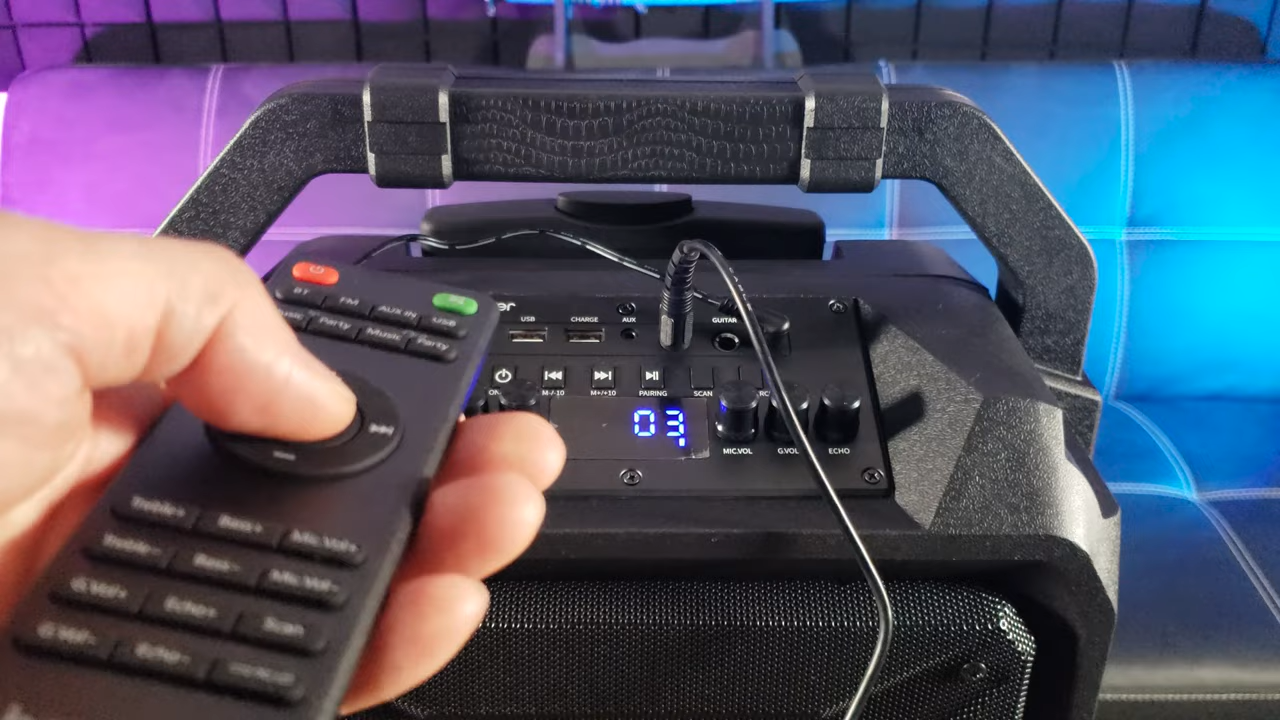 er
USB CHARGE AUX GUITAR
M-/-10 M+/+10 PAIRING SCAN
03
MIC.VOL G.VOL ECHO
BT FM AUX IN USB
Party Music Party
Treble+ Bass+ Mic.Vol+
Treble- Bass- Mic.Vol-
G.Vol+ Echo+ Scan
G.Vol- Echo-